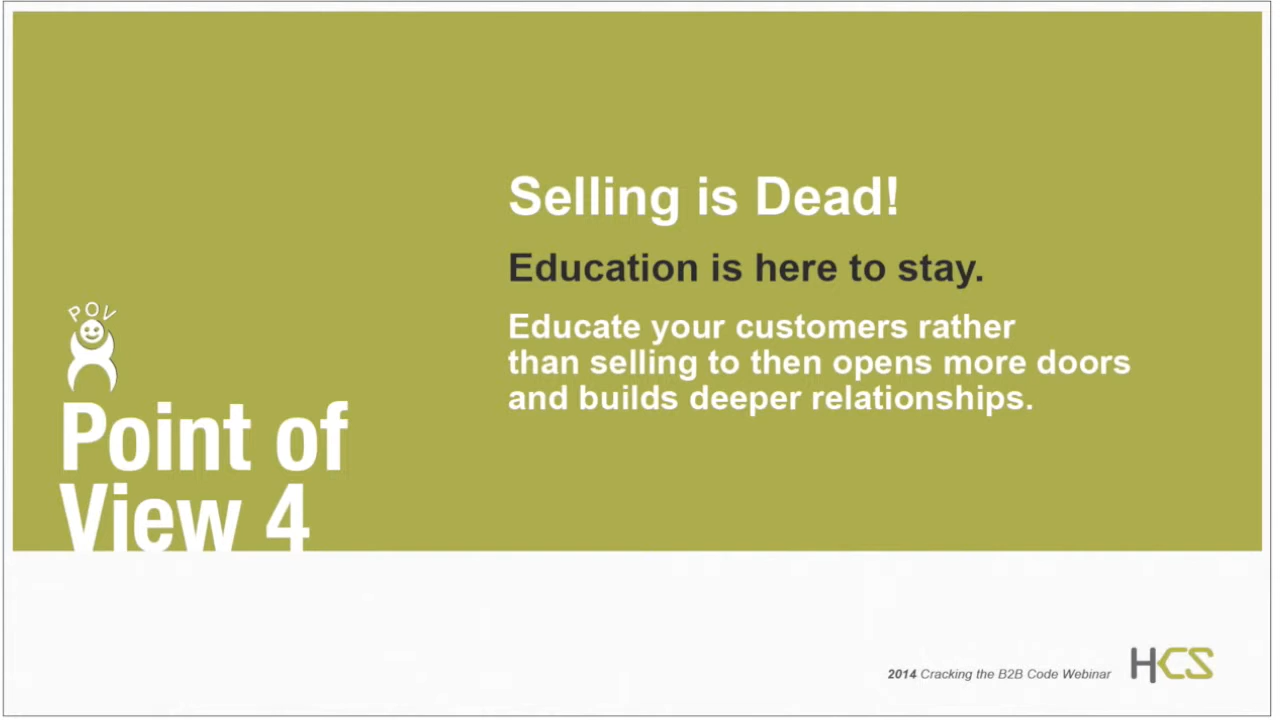 Selling is Dead!
Education is here to stay.
Educate your customers rather
than selling to then opens more doors
and builds deeper relationships.
POV
Point of
View 4
2014 Cracking the B2B Code Webinar
HCS